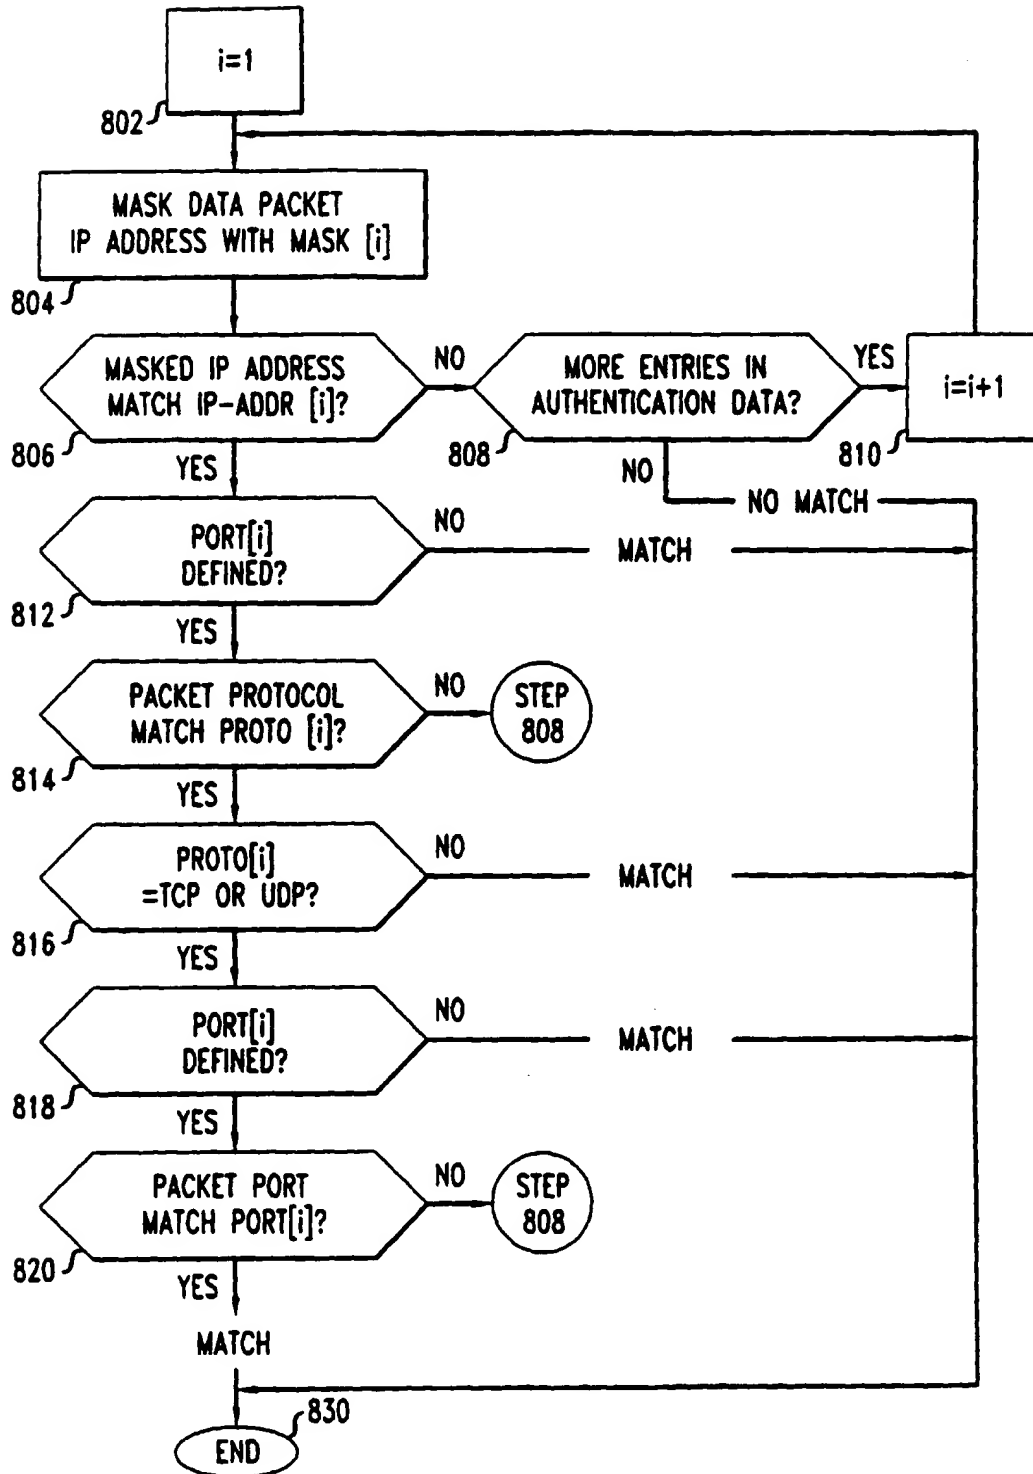 i=1
802
MASK DATA PACKET
IP ADDRESS WITH MASK [i]
804
MASKED IP ADDRESS
MATCH IP-ADDR [i]?
806
NO
MORE ENTRIES IN
AUTHENTICATION DATA?
808
YES
i=i+1
810
YES
NO
NO MATCH
PORT[i]
DEFINED?
812
NO
MATCH
YES
PACKET PROTOCOL
MATCH PROTO [i]?
814
NO
STEP
808
YES
PROTO[i]
=TCP OR UDP?
816
NO
MATCH
YES
PORT[i]
DEFINED?
818
NO
MATCH
YES
PACKET PORT
MATCH PORT[i]?
820
NO
STEP
808
YES
MATCH
830
END